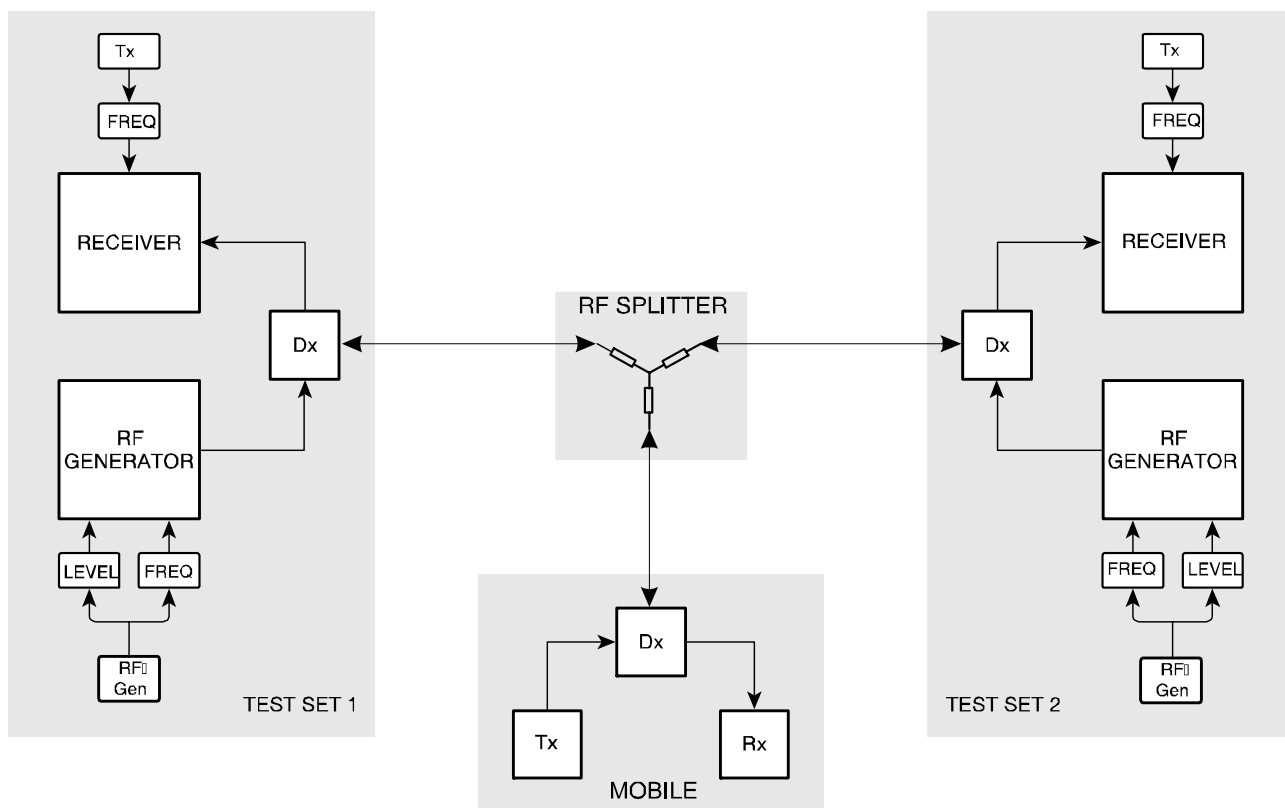 Tx
FREQ
RECEIVER
Dx
RF
GENERATOR
LEVEL
FREQ
RF
Gen
TEST SET 1
RF SPLITTER
Dx
Tx
Rx
MOBILE
Tx
FREQ
RECEIVER
Dx
RF
GENERATOR
FREQ
LEVEL
RF
Gen
TEST SET 2